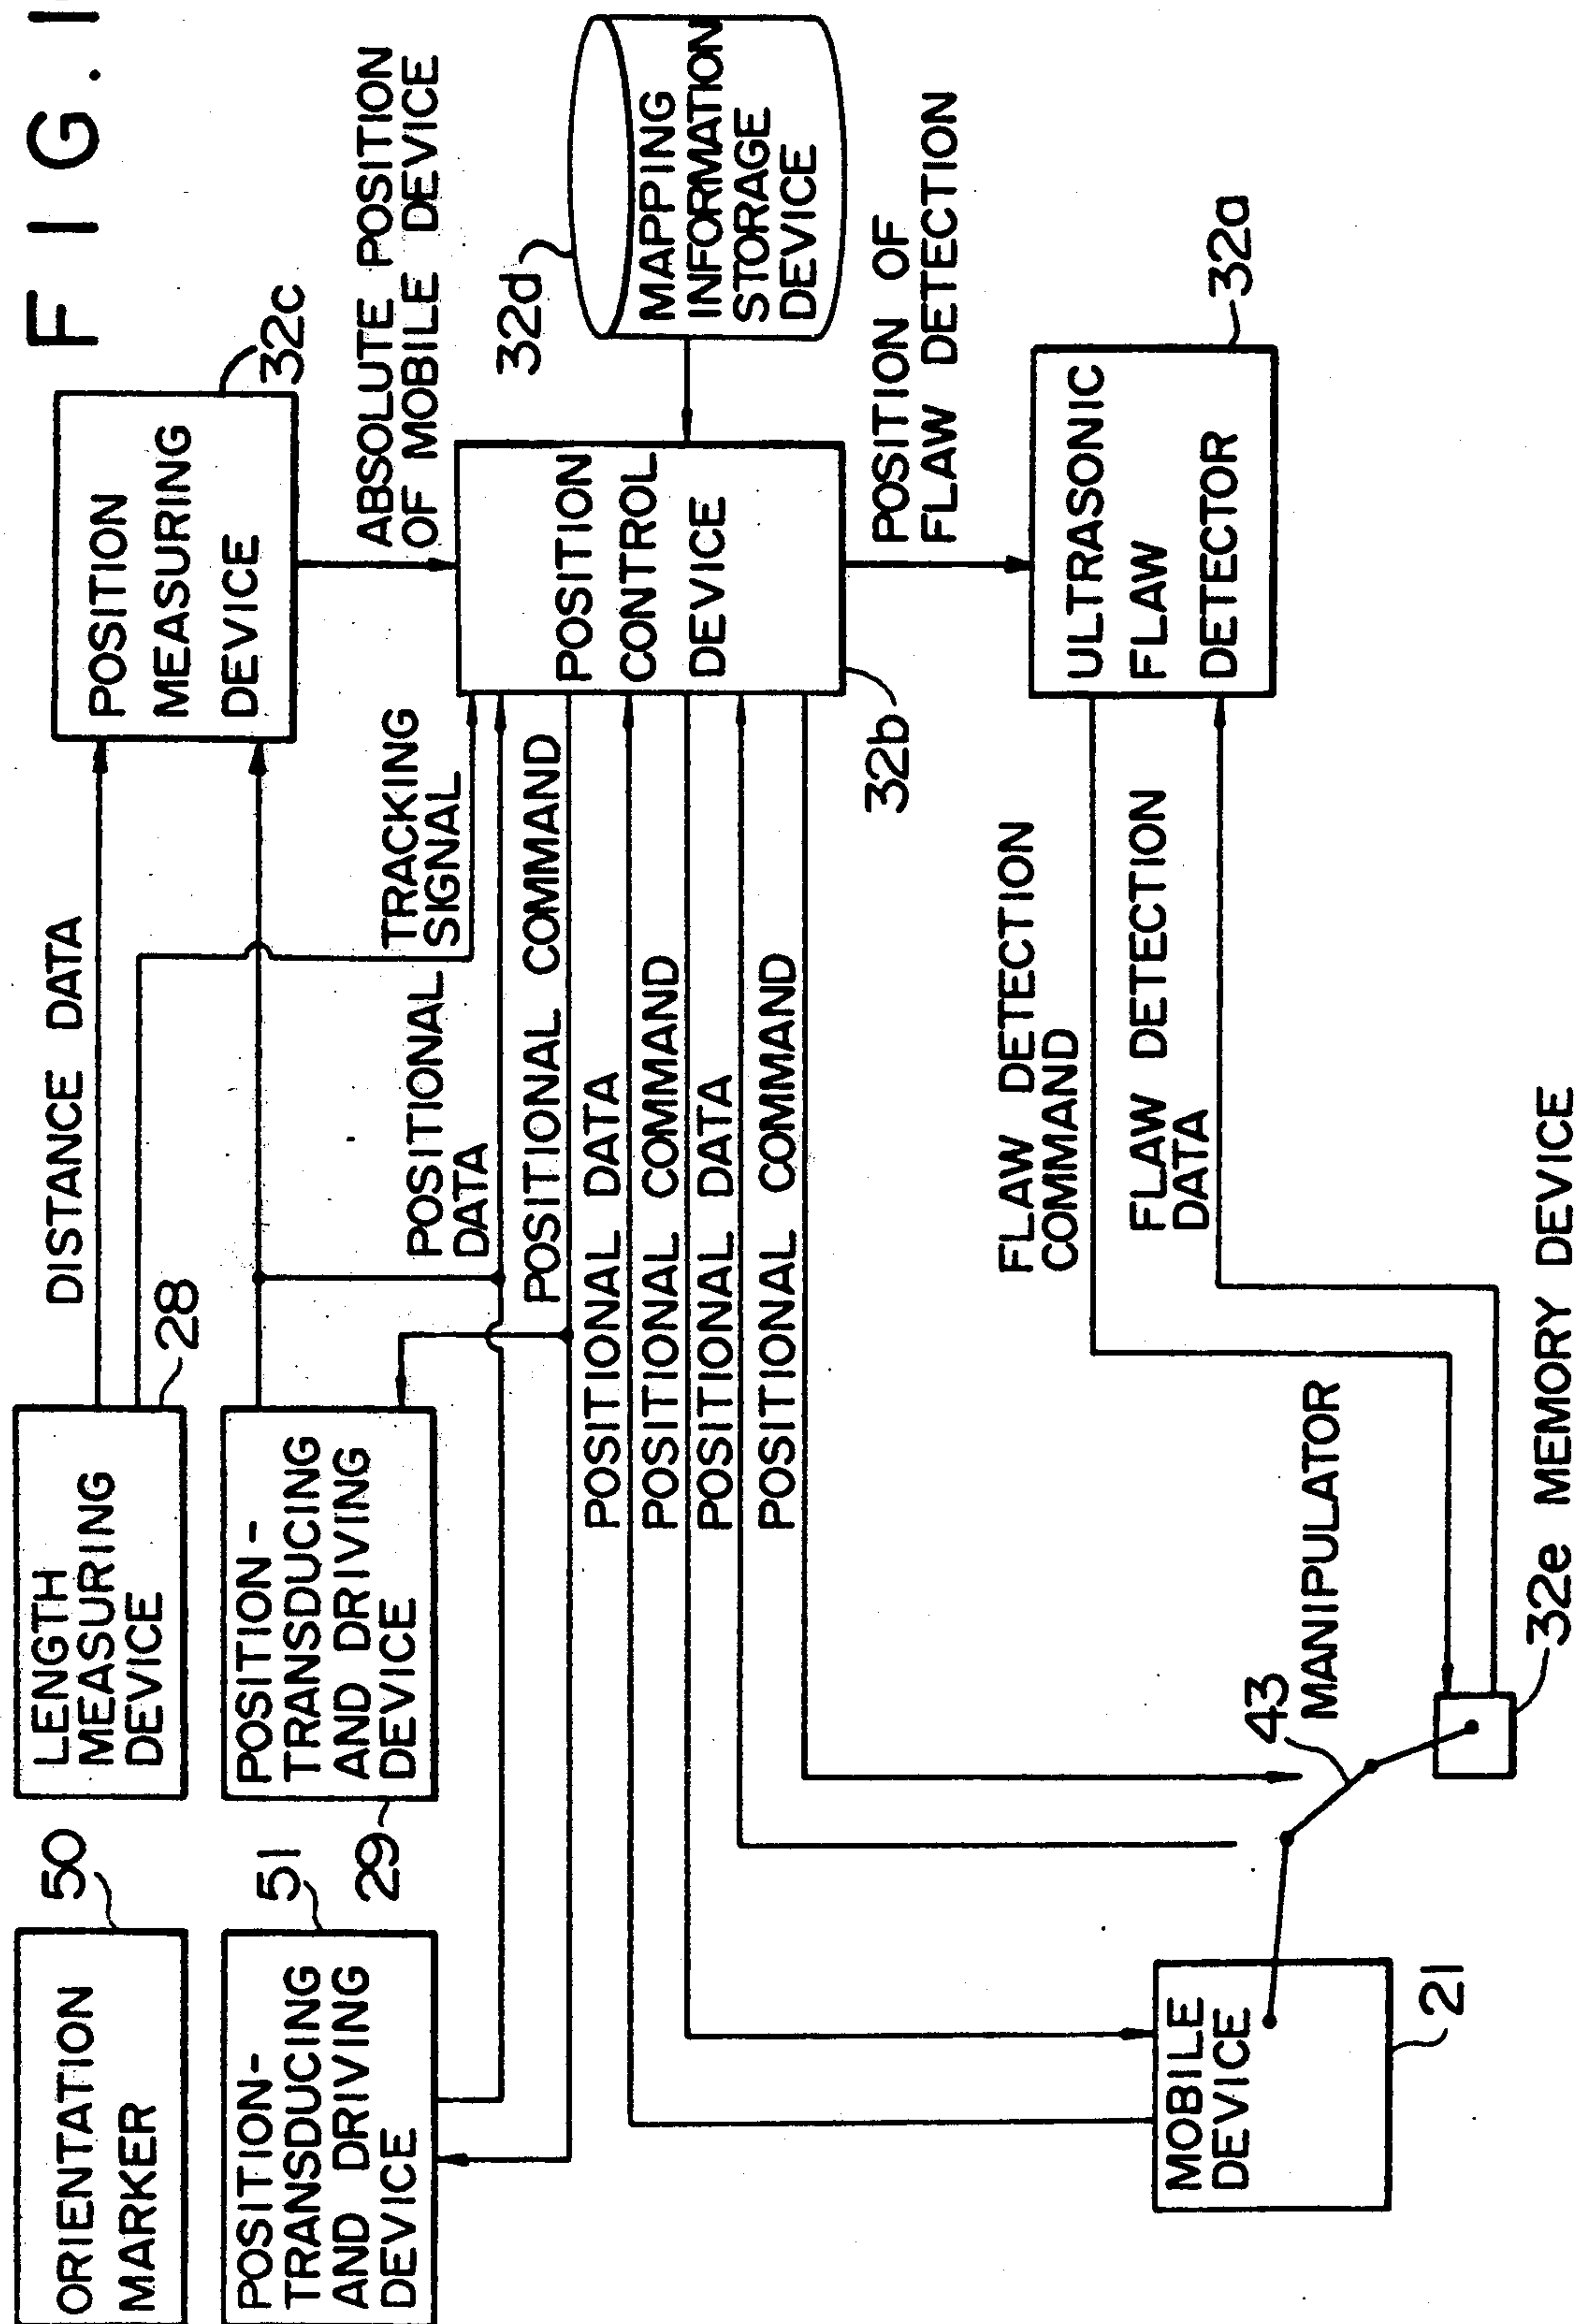 FIG. 1
ORIENTATION
MARKER
50
LENGTH
MEASURING
DEVICE
28
DISTANCE DATA
POSITION
MEASURING
DEVICE
32c
POSITION-
TRANSDUCING
AND DRIVING
DEVICE
51
POSITION-
TRANSDUCING
AND DRIVING
DEVICE
29
TRACKING
SIGNAL
ABSOLUTE POSITION
OF MOBILE DEVICE
POSITIONAL
DATA
POSITIONAL COMMAND
POSITIONAL DATA
POSITIONAL COMMAND
POSITIONAL DATA
POSITIONAL COMMAND
POSITION
CONTROL
DEVICE
32b
32d
MAPPING
INFORMATION
STORAGE
DEVICE
POSITION OF
FLAW DETECTION
FLAW DETECTION
COMMAND
FLAW DETECTION
DATA
ULTRASONIC
FLAW
DETECTOR
32a
MOBILE
DEVICE
21
43
MANIPULATOR
32e MEMORY DEVICE